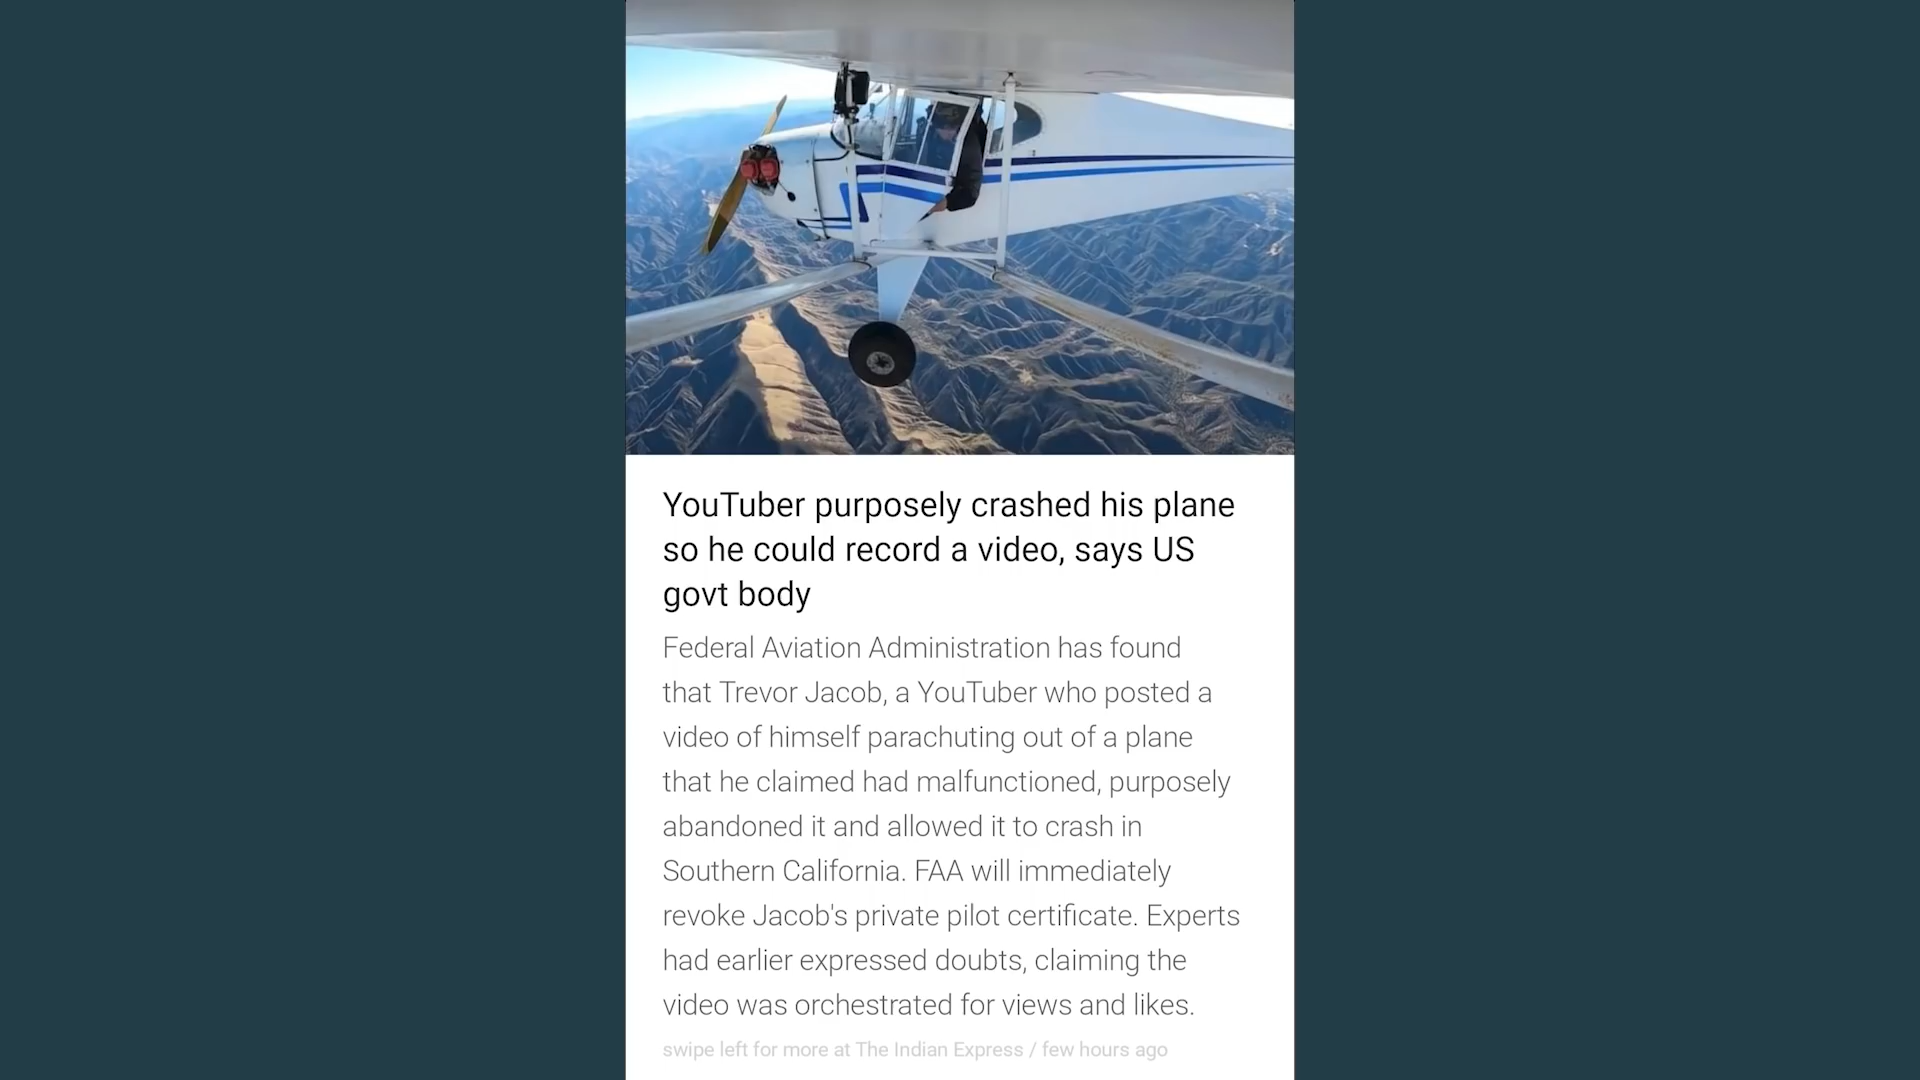 YouTuber purposely crashed his plane
so he could record a video, says US
govt body
Federal Aviation Administration has found
that Trevor Jacob, a YouTuber who posted a
video of himself parachuting out of a plane
that he claimed had malfunctioned, purposely
abandoned it and allowed it to crash in
Southern California. FAA will immediately
revoke Jacob's private pilot certificate. Experts
had earlier expressed doubts, claiming the
video was orchestrated for views and likes.
swipe left for more at The Indian Express / few hours ago